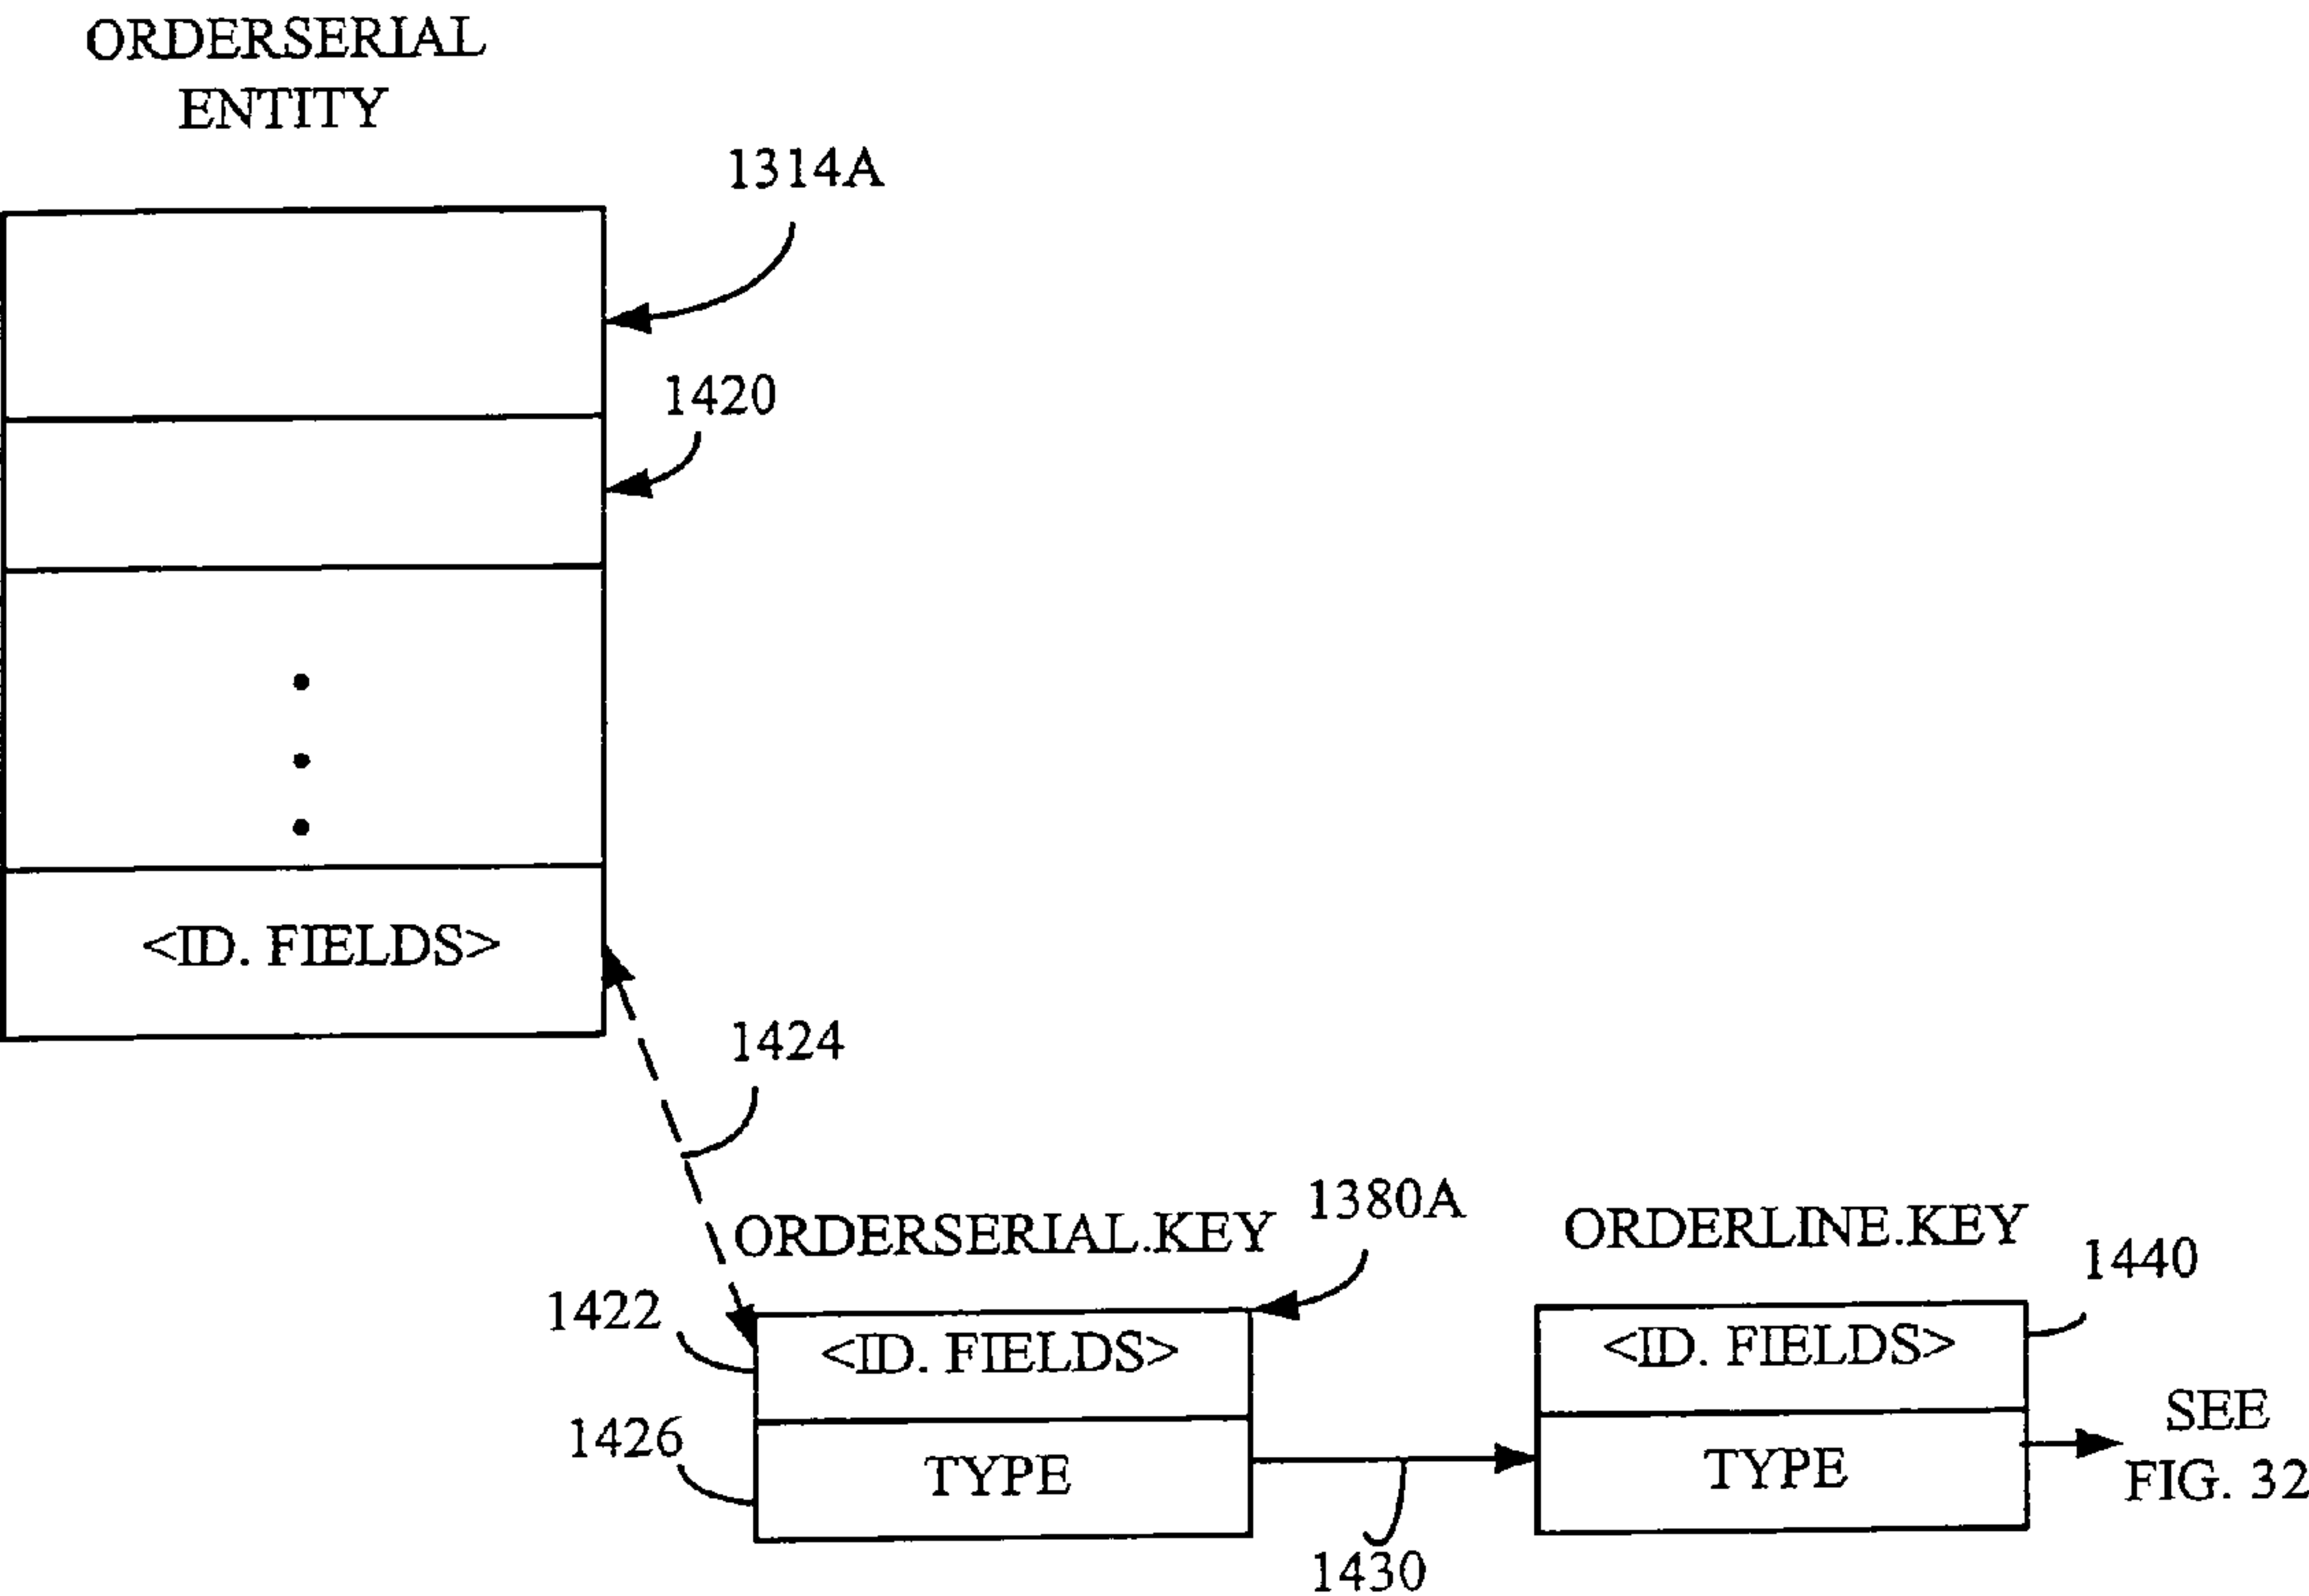 ORDERSERIAL
ENTITY
1314A
1420
<ID. FIELDS>
1424
ORDERSERIAL.KEY
1380A
ORDERLINE.KEY
1440
1422
<ID. FIELDS>
<ID. FIELDS>
1426
TYPE
TYPE
SEE
FIG. 32
1430